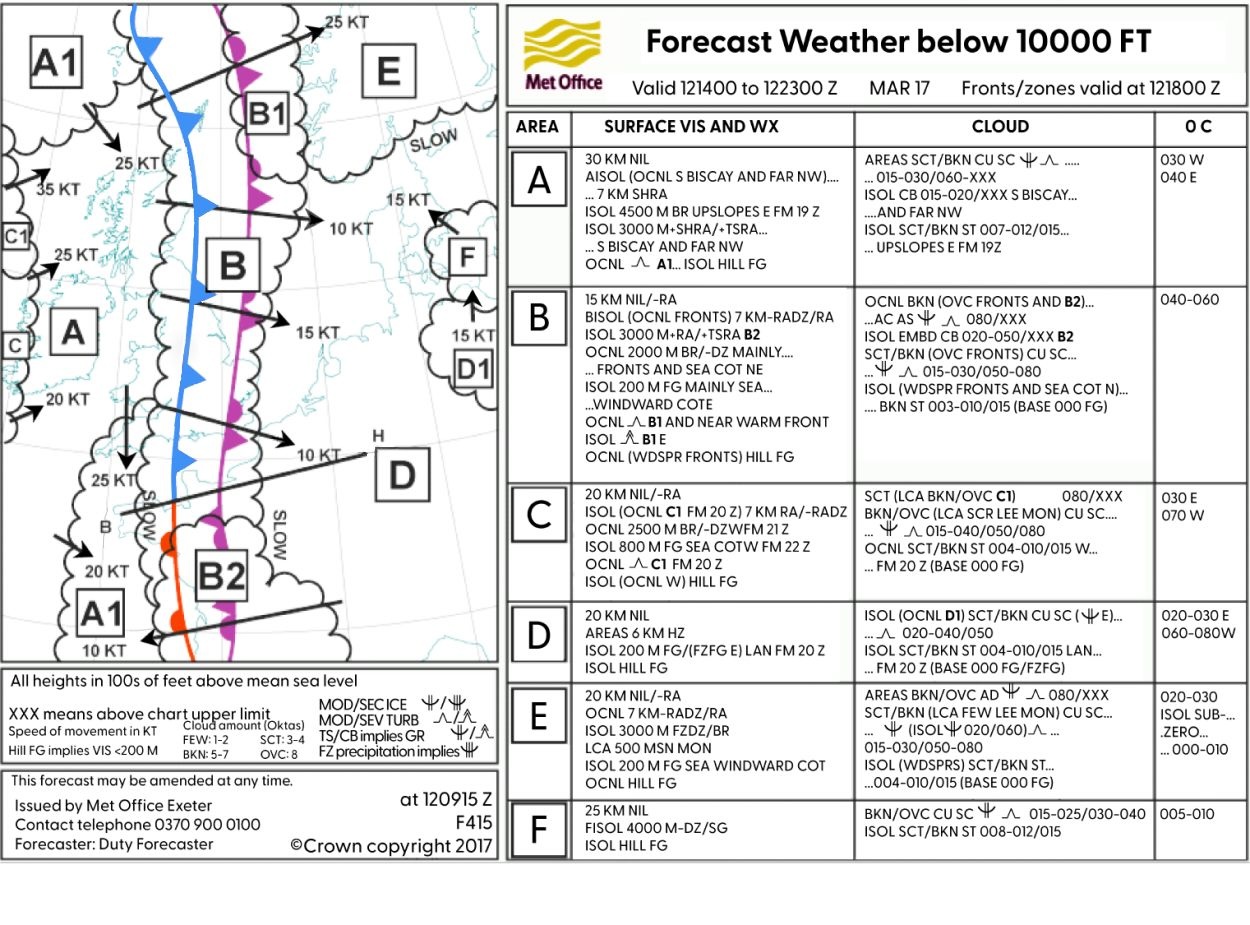 25 KT
A1
E
B1
25 KT
SLOW
35 KT
15 KT
10 KT
C1
25 KT
B
F
A
15 KT
15 KT
C
D1
20 KT
H
10 KT
D
25 KT
SLOW
B
SLOW
20 KT
B2
A1
10 KT
All heights in 100s of feet above mean sea level
XXX means above chart upper limit
Speed of movement in KT
Hill FG implies VIS <200 M
Cloud amount (Oktas)
FEW: 1-2 SCT: 3-4
BKN: 5-7 OVC: 8
MOD/SEC ICE /
MOD/SEV TURB /
TS/CB implies GR /
FZ precipitation implies
This forecast may be amended at any time.
Issued by Met Office Exeter
Contact telephone 0370 900 0100
Forecaster: Duty Forecaster
at 120915 Z
F415
©Crown copyright 2017
Met Office
Forecast Weather below 10000 FT
Valid 121400 to 122300 Z MAR 17 Fronts/zones valid at 121800 Z
AREA SURFACE VIS AND WX CLOUD 0 C
A
30 KM NIL
AISOL (OCNL S BISCAY AND FAR NW)....
... 7 KM SHRA
ISOL 4500 M BR UPSLOPES E FM 19 Z
ISOL 3000 M+SHRA/+TSRA...
... S BISCAY AND FAR NW
OCNL A1... ISOL HILL FG
AREAS SCT/BKN CU SC .....
... 015-030/060-XXX
ISOL CB 015-020/XXX S BISCAY...
....AND FAR NW
ISOL SCT/BKN ST 007-012/015...
... UPSLOPES E FM 19Z
030 W
040 E
B
15 KM NIL/-RA
BISOL (OCNL FRONTS) 7 KM-RADZ/RA
ISOL 3000 M+RA/+TSRA B2
OCNL 2000 M BR/-DZ MAINLY....
... FRONTS AND SEA COT NE
ISOL 200 M FG MAINLY SEA...
...WINDWARD COTE
OCNL B1 AND NEAR WARM FRONT
ISOL B1 E
OCNL (WDSPR FRONTS) HILL FG
OCNL BKN (OVC FRONTS AND B2)...
...AC AS 080/XXX
ISOL EMBD CB 020-050/XXX B2
SCT/BKN (OVC FRONTS) CU SC...
... 015-030/050-080
ISOL (WDSPR FRONTS AND SEA COT N)...
.... BKN ST 003-010/015 (BASE 000 FG)
040-060
C
20 KM NIL/-RA
ISOL (OCNL C1 FM 20 Z) 7 KM RA/-RADZ
OCNL 2500 M BR/-DZWFM 21 Z
ISOL 800 M FG SEA COTW FM 22 Z
OCNL C1 FM 20 Z
ISOL (OCNL W) HILL FG
SCT (LCA BKN/OVC C1) 080/XXX
BKN/OVC (LCA SCR LEE MON) CU SC....
... 015-040/050/080
OCNL SCT/BKN ST 004-010/015 W...
... FM 20 Z (BASE 000 FG)
030 E
070 W
D
20 KM NIL
AREAS 6 KM HZ
ISOL 200 M FG/(FZFG E) LAN FM 20 Z
ISOL HILL FG
ISOL (OCNL D1) SCT/BKN CU SC ( E)...
... 020-040/050
ISOL SCT/BKN ST 004-010/015 LAN...
... FM 20 Z (BASE 000 FG/FZFG)
020-030 E
060-080W
E
20 KM NIL/-RA
OCNL 7 KM-RADZ/RA
ISOL 3000 M FZDZ/BR
LCA 500 MSN MON
ISOL 200 M FG SEA WINDWARD COT
OCNL HILL FG
AREAS BKN/OVC AD 080/XXX
SCT/BKN (LCA FEW LEE MON) CU SC...
... (ISOL 020/060) ...
015-030/050-080
ISOL (WDSPRS) SCT/BKN ST...
...004-010/015 (BASE 000 FG)
020-030
ISOL SUB-...
.ZERO...
... 000-010
F
25 KM NIL
FISOL 4000 M-DZ/SG
ISOL HILL FG
BKN/OVC CU SC 015-025/030-040
ISOL SCT/BKN ST 008-012/015
005-010